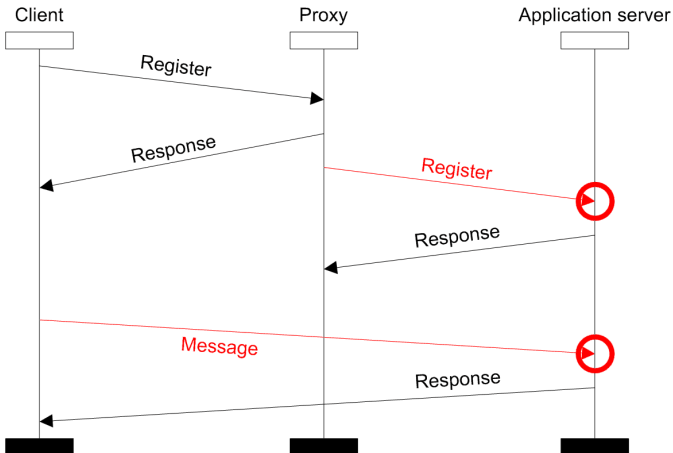 Client
Proxy
Application server
Register
Response
Register
Response
Message
Response